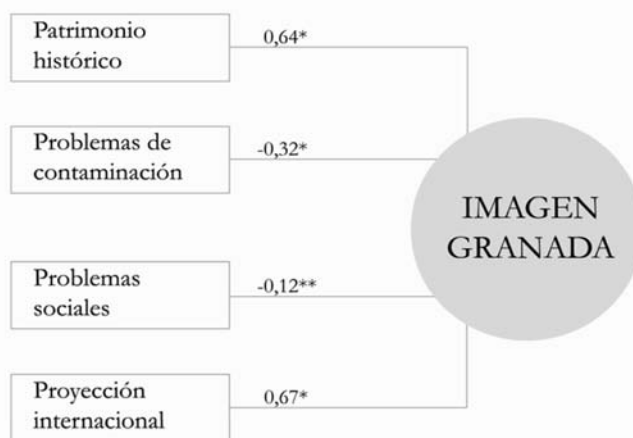 Patrimonio
histórico
0,64*
Problemas de
contaminación
-0,32*
IMAGEN
GRANADA
Problemas
sociales
-0,12**
Proyección
internacional
0,67*